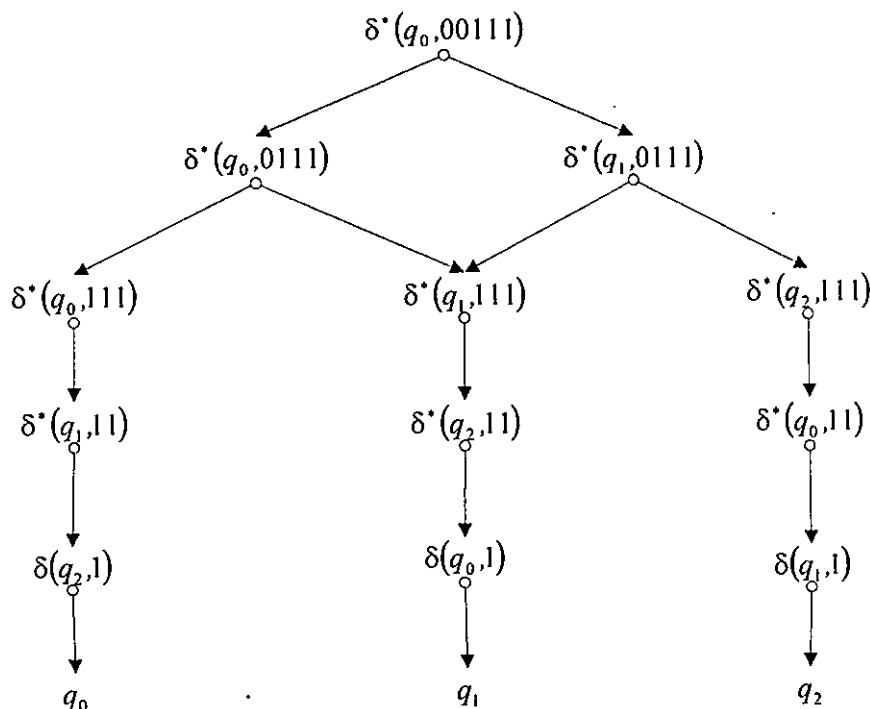 δ*(q₀,00111)
δ*(q₀,0111) δ*(q₁,0111)
δ*(q₀,111) δ*(q₁,111) δ*(q₂,111)
δ*(q₁,11) δ*(q₂,11) δ*(q₀,11)
δ(q₂,1) δ(q₀,1) δ(q₁,1)
q₀ q₁ q₂